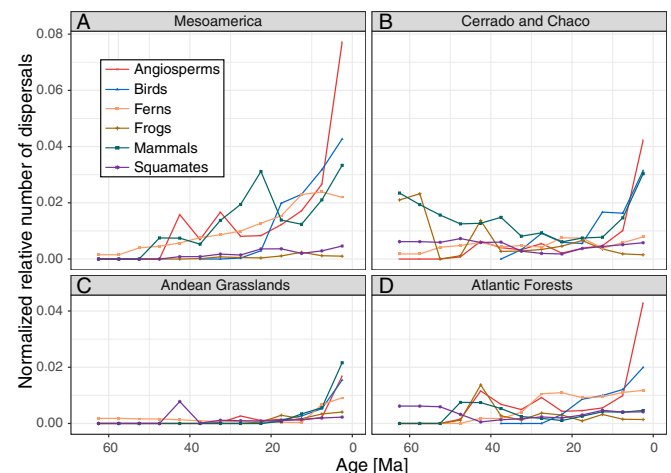 A Mesoamerica
B Cerrado and Chaco
0.08
0.06
0.04
0.02
0.00
Angiosperms
Birds
Ferns
Frogs
Mammals
Squamates
C Andean Grasslands
D Atlantic Forests
0.04
0.02
0.00
60 40 20 0
60 40 20 0
Normalized relative number of dispersals
Age [Ma]